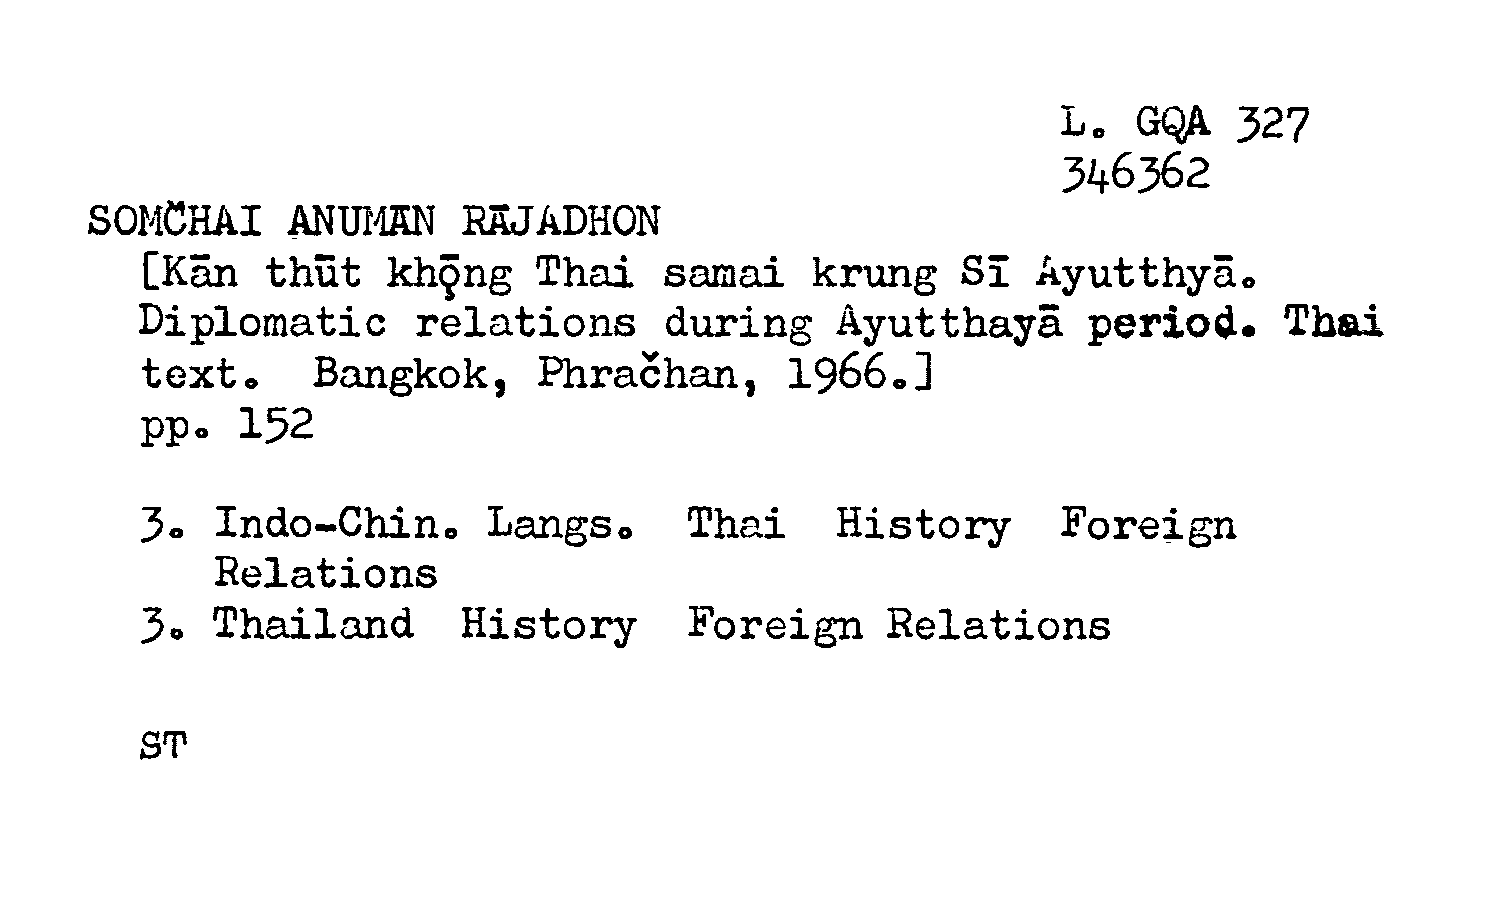 L. GQA 327
346362
SOMČHAI ANUMĀN RĀJADHON
[Kān thūt khǭng Thai samai krung Sī Ayutthyā.
Diplomatic relations during Ayutthayā period. Thai
text. Bangkok, Phračhan, 1966.]
pp. 152
3. Indo-Chin. Langs. Thai History Foreign
Relations
3. Thailand History Foreign Relations
ST